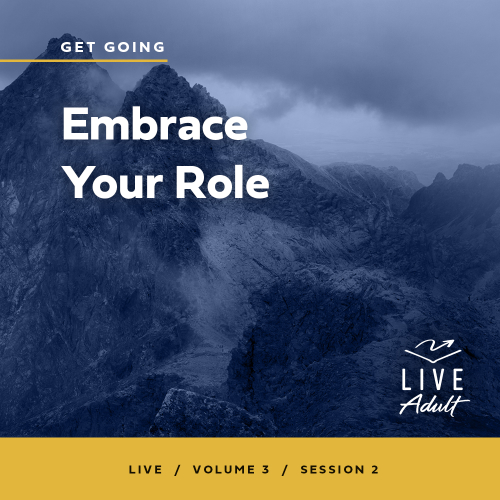 GET GOING
Embrace
Your Role
LIVE
Adult
LIVE / VOLUME 3 / SESSION 2